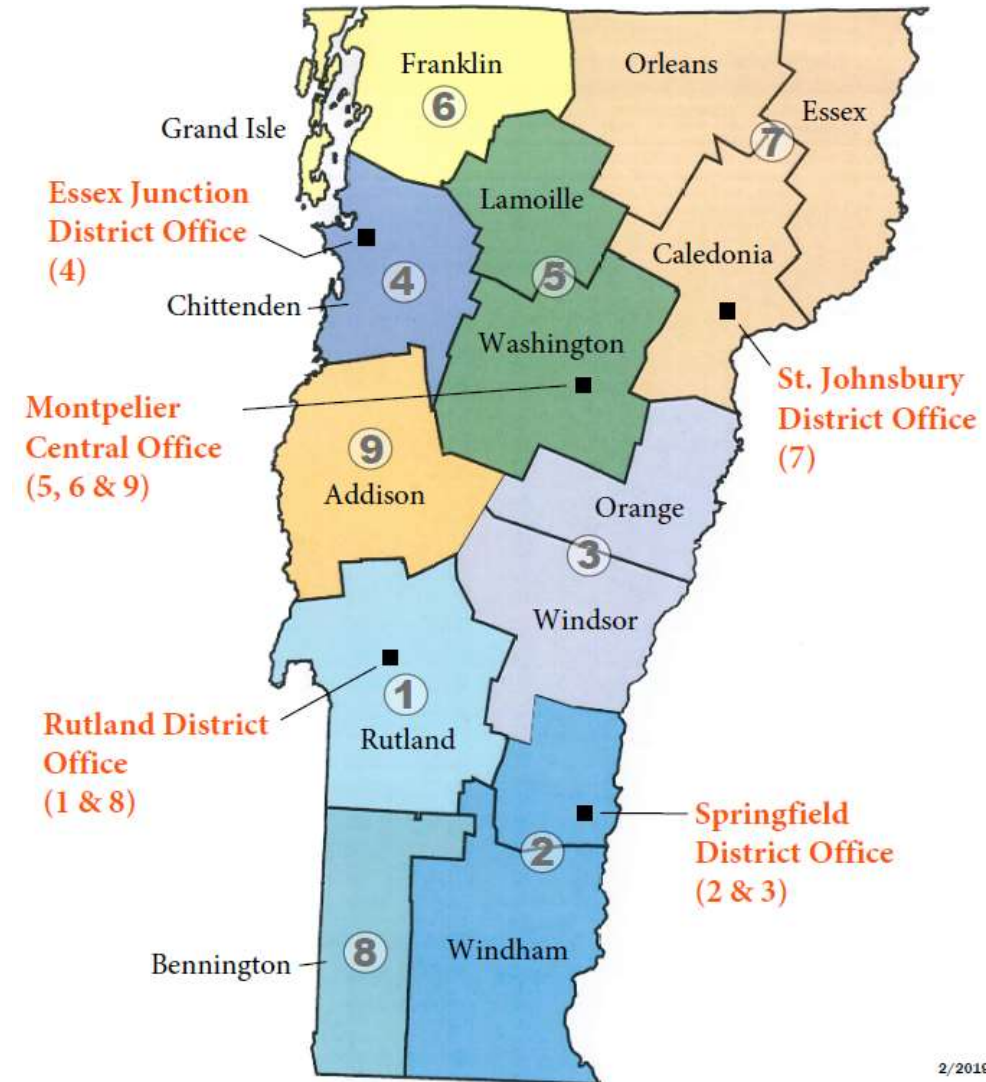 Franklin
6
Orleans
Essex
7
Grand Isle
Essex Junction
District Office
(4)
Lamoille
4
5
Caledonia
Chittenden
Washington
St. Johnsbury
District Office
(7)
Montpelier
Central Office
(5, 6 & 9)
9
Addison
Orange
3
Windsor
Rutland District
Office
(1 & 8)
1
Rutland
Springfield
District Office
(2 & 3)
2
Bennington
8
Windham
2/2019